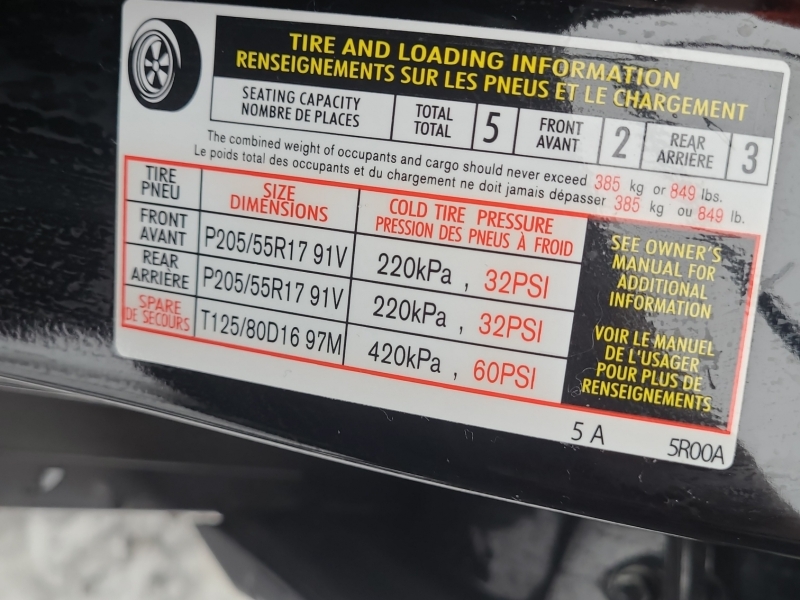 TIRE AND LOADING INFORMATION
RENSEIGNEMENTS SUR LES PNEUS ET LE CHARGEMENT
SEATING CAPACITY
NOMBRE DE PLACES
TOTAL
TOTAL
5
FRONT
AVANT
2
REAR
ARRIÈRE
3
The combined weight of occupants and cargo should never exceed 385 kg or 849 lbs.
Le poids total des occupants et du chargement ne doit jamais dépasser 385 kg ou 849 lb.
TIRE
PNEU
SIZE
DIMENSIONS
COLD TIRE PRESSURE
PRESSION DES PNEUS À FROID
FRONT
AVANT
P205/55R17 91V
220kPa , 32PSI
REAR
ARRIÈRE
P205/55R17 91V
220kPa , 32PSI
SPARE
DE SECOURS
T125/80D16 97M
420kPa , 60PSI
SEE OWNER'S
MANUAL FOR
ADDITIONAL
INFORMATION
VOIR LE MANUEL
DE L'USAGER
POUR PLUS DE
RENSEIGNEMENTS
5 A
5R00A